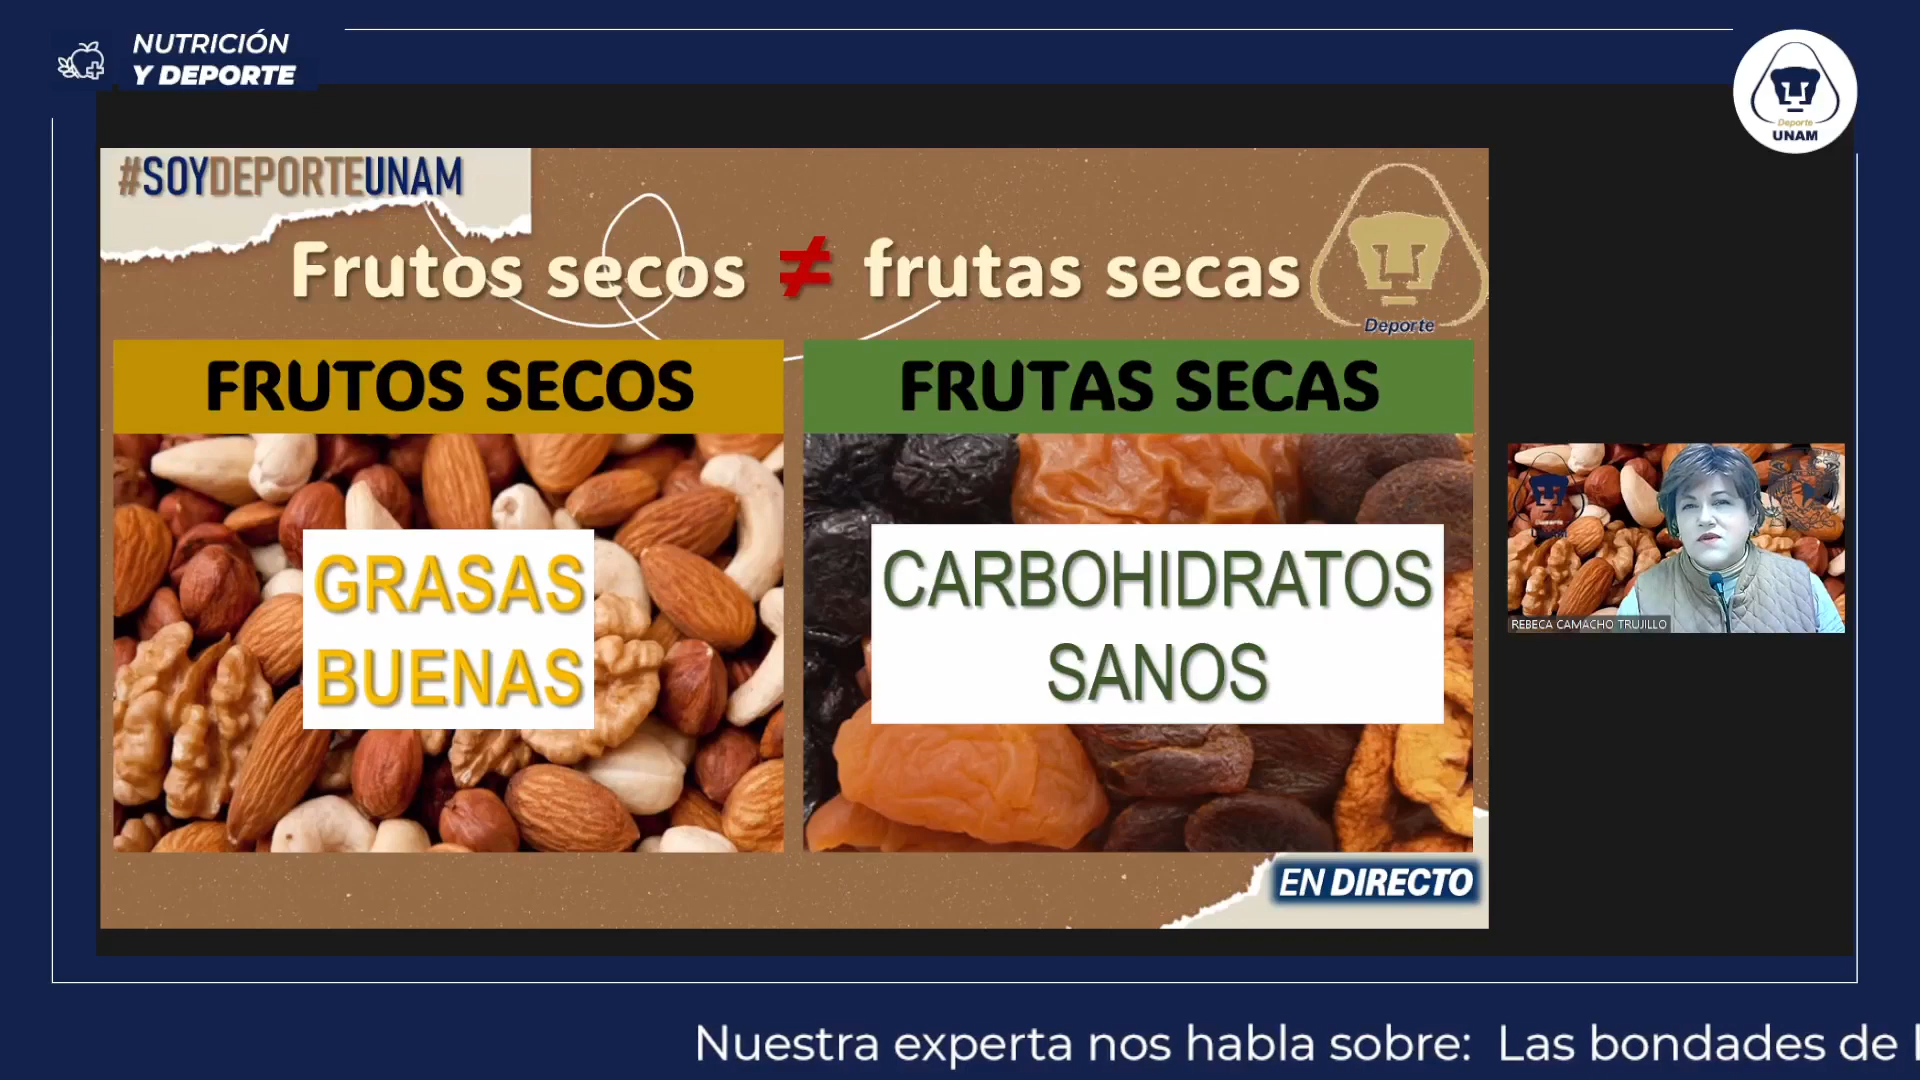 NUTRICIÓN
Y DEPORTE
Deporte
UNAM
#SOYDEPORTEUNAM
Frutos secos ≠ frutas secas
Deporte
FRUTOS SECOS
FRUTAS SECAS
GRASAS
BUENAS
CARBOHIDRATOS
SANOS
REBECA CAMACHO TRUJILLO
EN DIRECTO
Nuestra experta nos habla sobre: Las bondades de